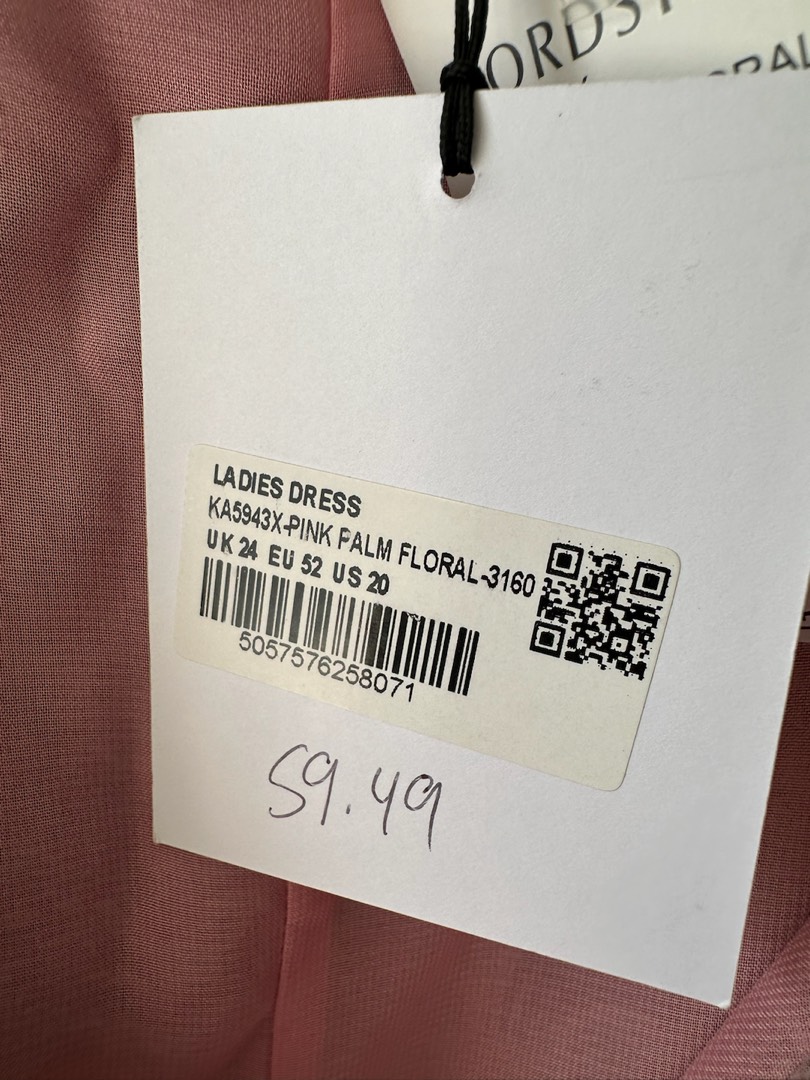 LADIES DRESS
KA5943X-PINK PALM FLORAL-3160
UK 24 EU 52 US 20
5057576258071
59.49